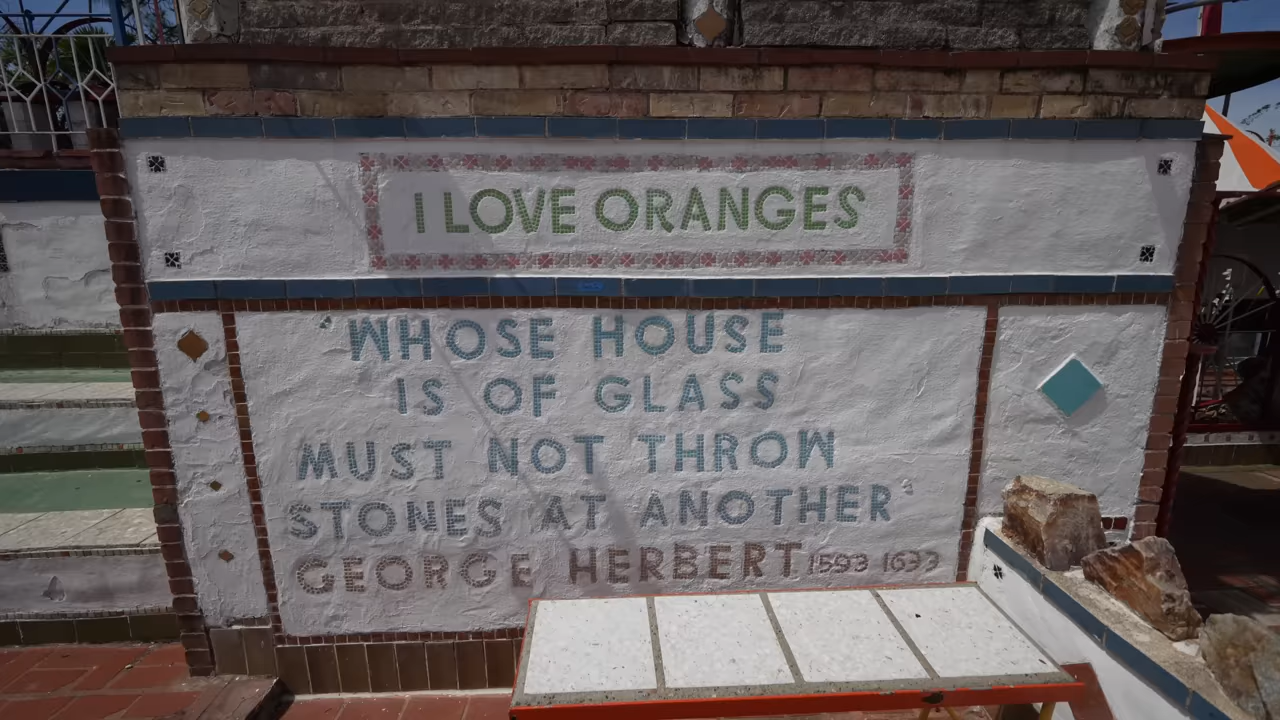 I LOVE ORANGES
"WHOSE HOUSE
IS OF GLASS
MUST NOT THROW
STONES AT ANOTHER"
GEORGE HERBERT 1593 1633